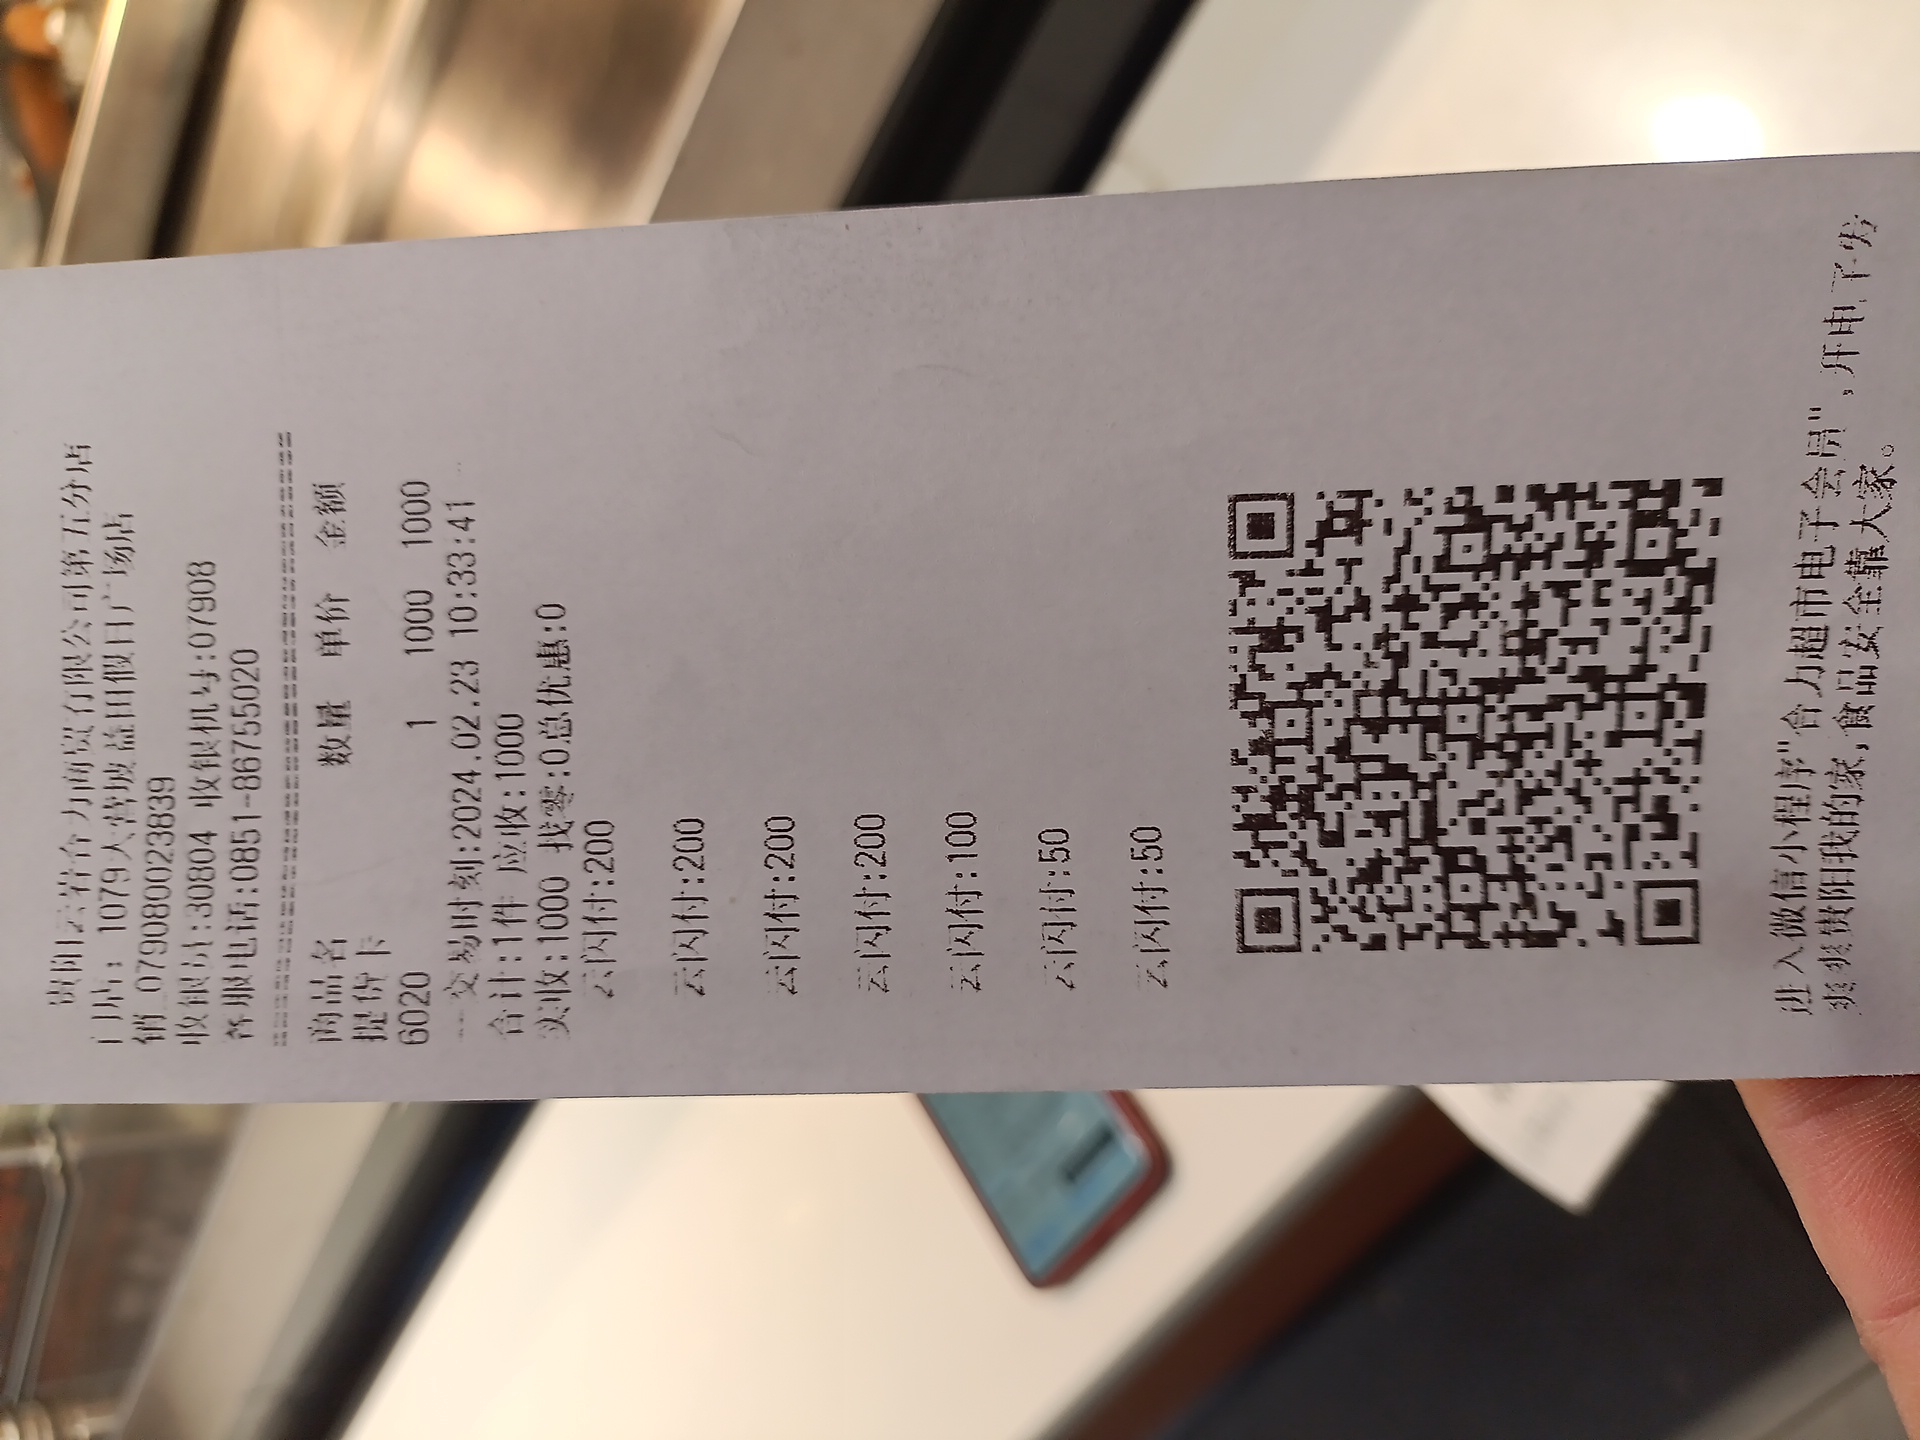 贵阳云岩合力商贸有限公司第五分店
门店: 1079大营坡益田假日广场店
销 079080023839
收银员:30804 收银机号:07908
客服电话:0851-86755020
商品名 数量 单价 金额
提货卡
6020 1 1000 1000
交易时刻:2024.02.23 10:33:41
合计:1件 应收:1000
实收:1000 找零:0总优惠:0
云闪付:200
云闪付:200
云闪付:200
云闪付:200
云闪付:100
云闪付:50
云闪付:50
进入微信小程序"合力超市电子会员",开电子发
爽爽贵阳我的家,食品安全靠大家。